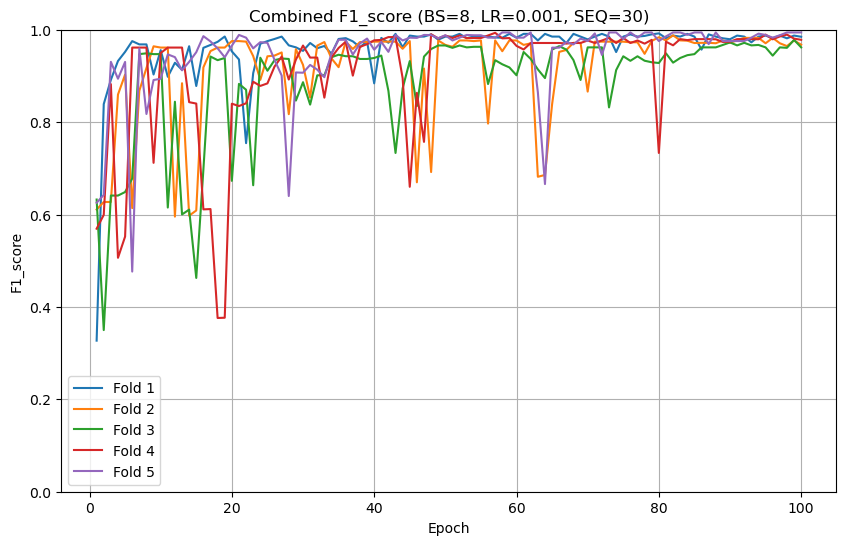 Combined F1_score (BS=8, LR=0.001, SEQ=30)
1.0
0.8
0.6
0.4
0.2
0.0
F1_score
Fold 1
Fold 2
Fold 3
Fold 4
Fold 5
0 20 40 60 80 100
Epoch